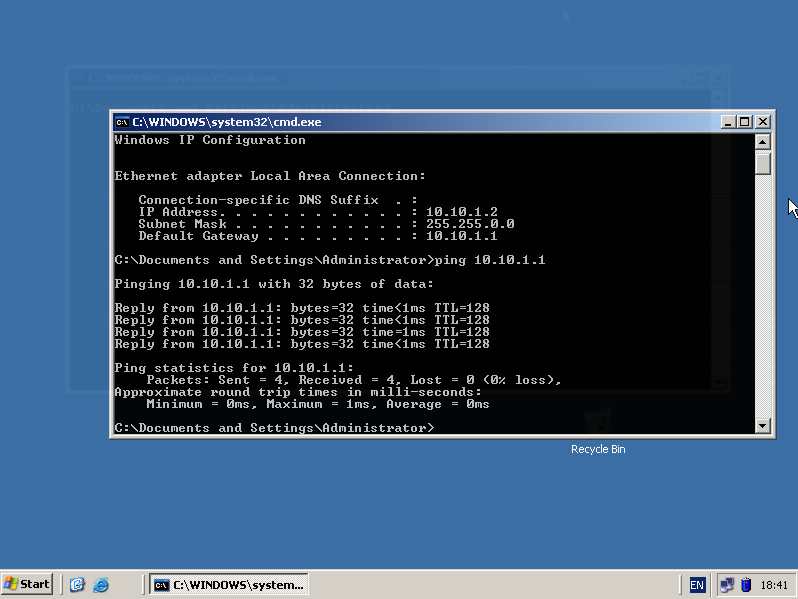 C:\WINDOWS\system32\cmd.exe
Windows IP Configuration
Ethernet adapter Local Area Connection:
Connection-specific DNS Suffix . :
IP Address. . . . . . . . . . . . : 10.10.1.2
Subnet Mask . . . . . . . . . . . : 255.255.0.0
Default Gateway . . . . . . . . . : 10.10.1.1
C:\Documents and Settings\Administrator>ping 10.10.1.1
Pinging 10.10.1.1 with 32 bytes of data:
Reply from 10.10.1.1: bytes=32 time<1ms TTL=128
Reply from 10.10.1.1: bytes=32 time<1ms TTL=128
Reply from 10.10.1.1: bytes=32 time=1ms TTL=128
Reply from 10.10.1.1: bytes=32 time<1ms TTL=128
Ping statistics for 10.10.1.1:
Packets: Sent = 4, Received = 4, Lost = 0 (0% loss),
Approximate round trip times in milli-seconds:
Minimum = 0ms, Maximum = 1ms, Average = 0ms
C:\Documents and Settings\Administrator>
Recycle Bin
Start C:\WINDOWS\system... EN 18:41